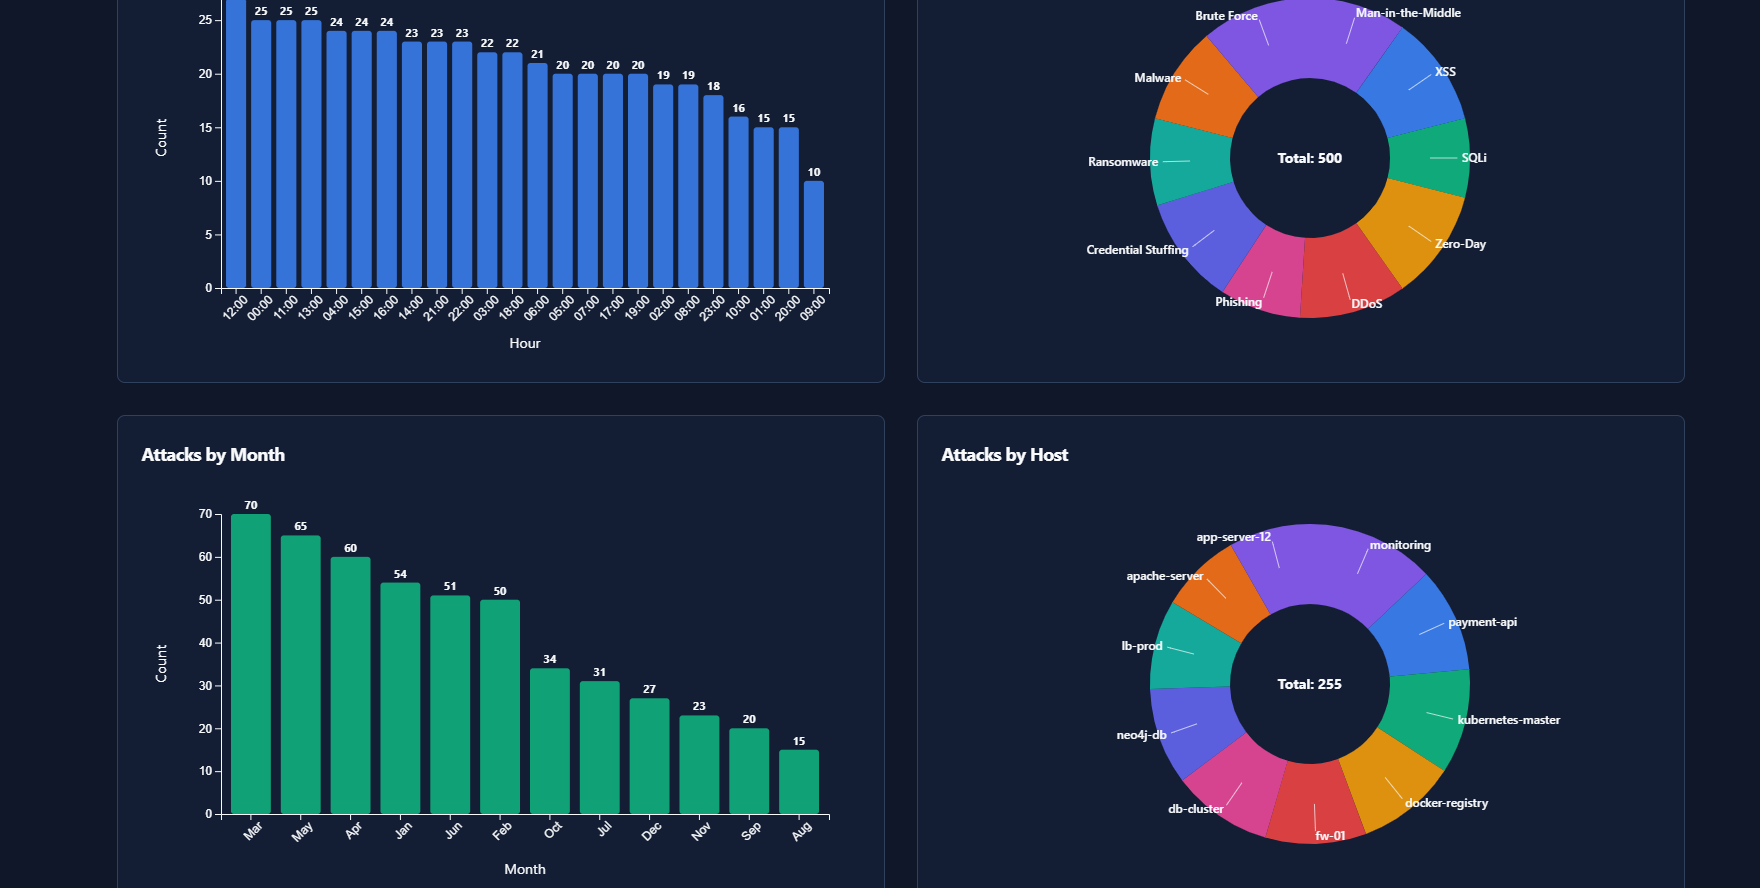 25
20
15
10
5
0
Count
25
25
25
24
24
24
23
23
23
22
22
21
20
20
20
20
19
19
18
16
15
15
10
12:00
00:00
11:00
13:00
04:00
15:00
16:00
14:00
21:00
22:00
03:00
18:00
06:00
05:00
07:00
17:00
19:00
02:00
08:00
23:00
10:00
01:00
20:00
09:00
Hour
Brute Force
Man-in-the-Middle
Malware
XSS
Ransomware
Total: 500
SQLi
Credential Stuffing
Zero-Day
Phishing
DDoS
Attacks by Month
70
60
50
40
30
20
10
0
Count
70
65
60
54
51
50
34
31
27
23
20
15
Mar
May
Apr
Jan
Jun
Feb
Oct
Jul
Dec
Nov
Sep
Aug
Month
Attacks by Host
app-server-12
monitoring
apache-server
payment-api
lb-prod
Total: 255
neo4j-db
kubernetes-master
db-cluster
docker-registry
fw-01